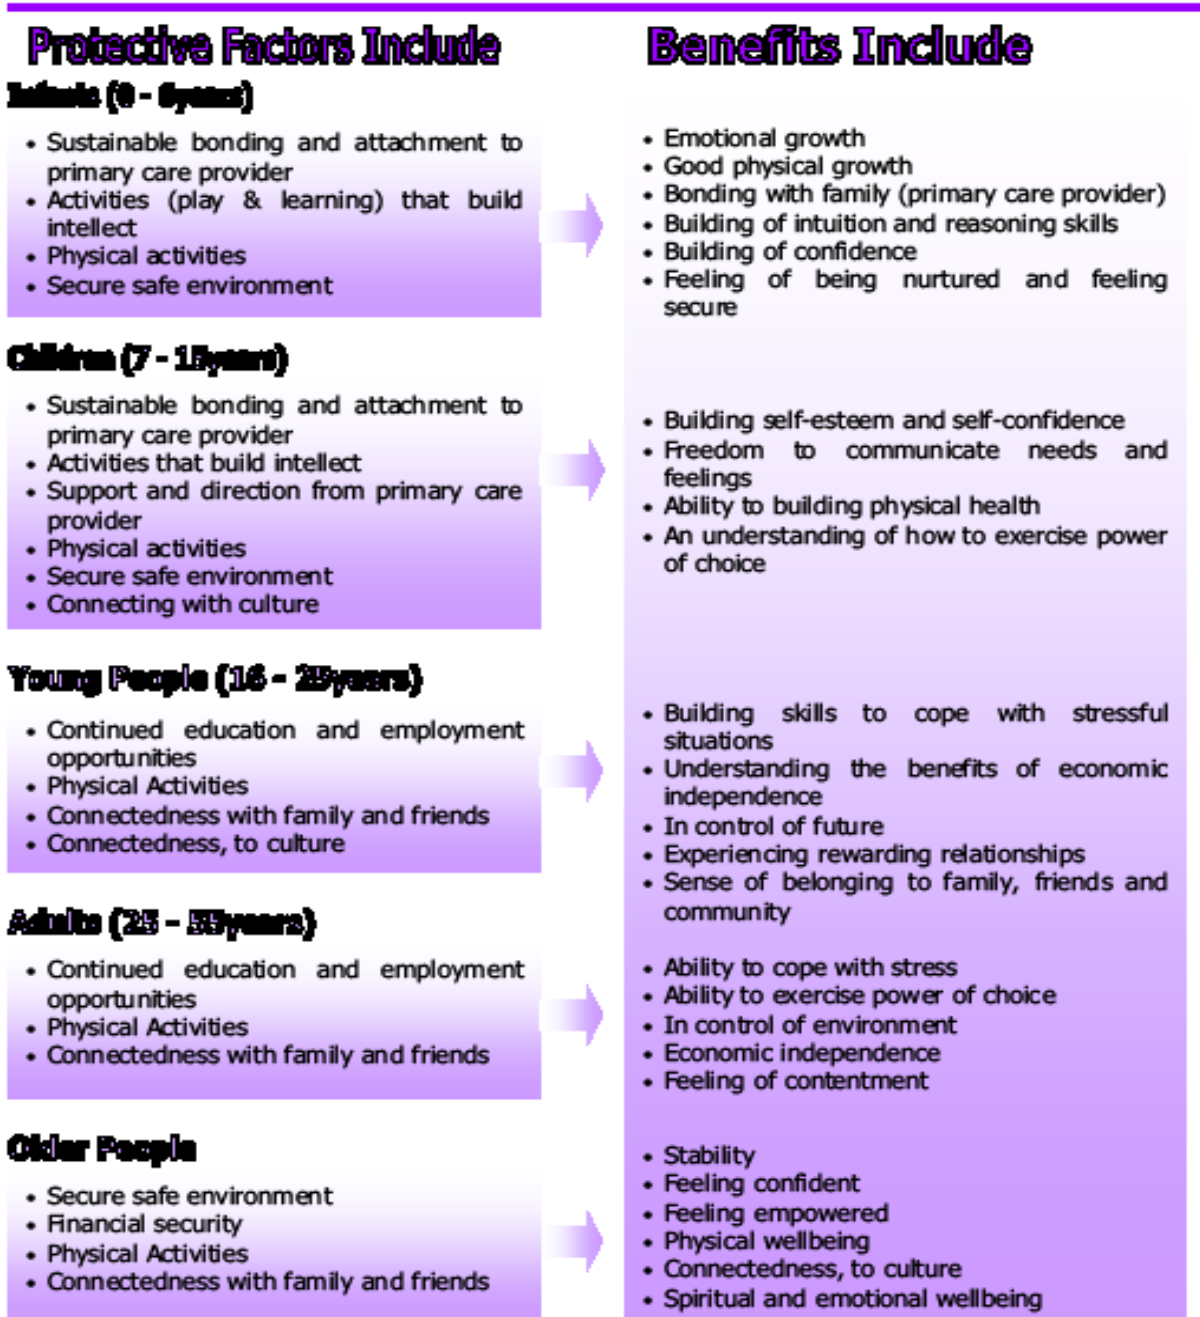 Protective Factors Include
Infants (0 - 6years)
• Sustainable bonding and attachment to
primary care provider
• Activities (play & learning) that build
intellect
• Physical activities
• Secure safe environment
Children (7 - 15years)
• Sustainable bonding and attachment to
primary care provider
• Activities that build intellect
• Support and direction from primary care
provider
• Physical activities
• Secure safe environment
• Connecting with culture
Young People (16 - 25years)
• Continued education and employment
opportunities
• Physical Activities
• Connectedness with family and friends
• Connectedness, to culture
Adults (25 - 55years)
• Continued education and employment
opportunities
• Physical Activities
• Connectedness with family and friends
Older People
• Secure safe environment
• Financial security
• Physical Activities
• Connectedness with family and friends
Benefits Include
• Emotional growth
• Good physical growth
• Bonding with family (primary care provider)
• Building of intuition and reasoning skills
• Building of confidence
• Feeling of being nurtured and feeling
secure
• Building self-esteem and self-confidence
• Freedom to communicate needs and
feelings
• Ability to building physical health
• An understanding of how to exercise power
of choice
• Building skills to cope with stressful
situations
• Understanding the benefits of economic
independence
• In control of future
• Experiencing rewarding relationships
• Sense of belonging to family, friends and
community
• Ability to cope with stress
• Ability to exercise power of choice
• In control of environment
• Economic independence
• Feeling of contentment
• Stability
• Feeling confident
• Feeling empowered
• Physical wellbeing
• Connectedness, to culture
• Spiritual and emotional wellbeing